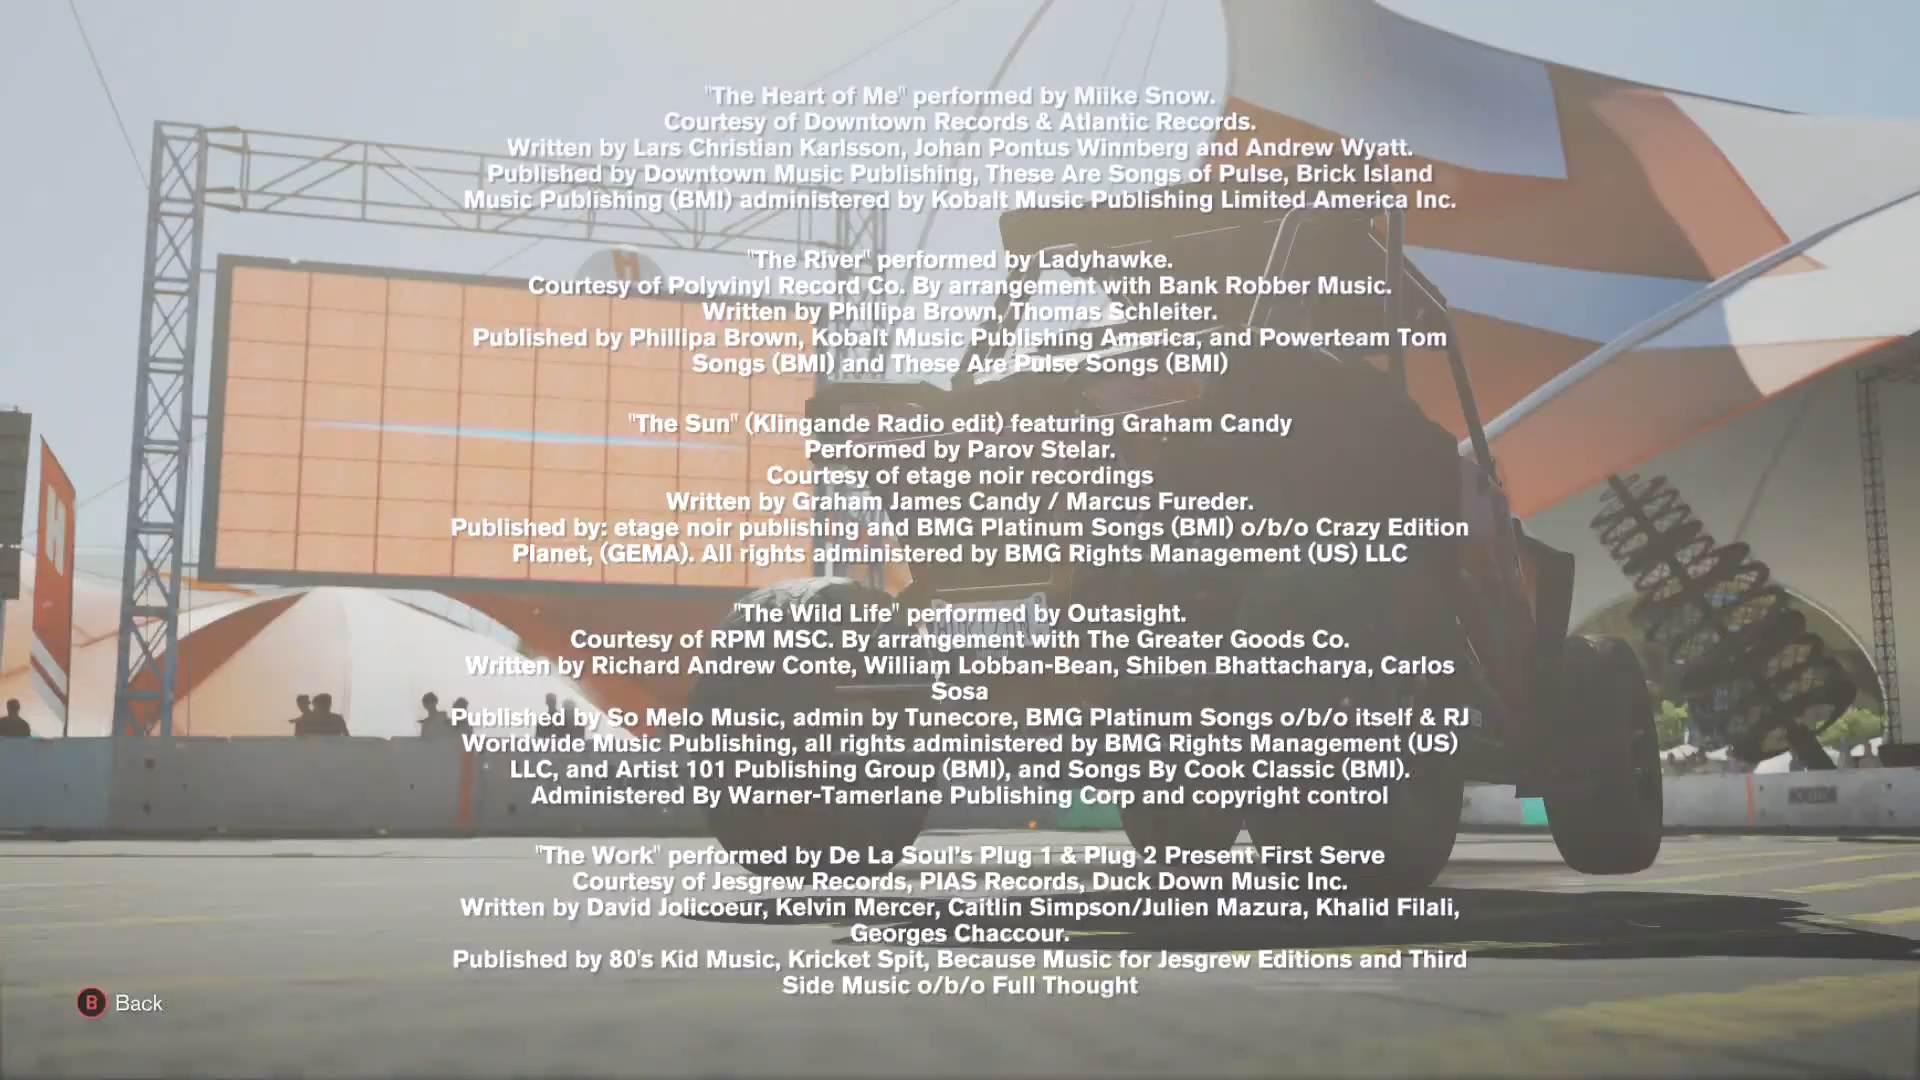 "The Heart of Me" performed by Miike Snow.
Courtesy of Downtown Records & Atlantic Records.
Written by Lars Christian Karlsson, Johan Pontus Winnberg and Andrew Wyatt.
Published by Downtown Music Publishing, These Are Songs of Pulse, Brick Island
Music Publishing (BMI) administered by Kobalt Music Publishing Limited America Inc.
"The River" performed by Ladyhawke.
Courtesy of Polyvinyl Record Co. By arrangement with Bank Robber Music.
Written by Phillipa Brown, Thomas Schleiter.
Published by Phillipa Brown, Kobalt Music Publishing America, and Powerteam Tom
Songs (BMI) and These Are Pulse Songs (BMI)
"The Sun" (Klingande Radio edit) featuring Graham Candy
Performed by Parov Stelar.
Courtesy of etage noir recordings
Written by Graham James Candy / Marcus Fureder.
Published by: etage noir publishing and BMG Platinum Songs (BMI) o/b/o Crazy Edition
Planet, (GEMA). All rights administered by BMG Rights Management (US) LLC
"The Wild Life" performed by Outasight.
Courtesy of RPM MSC. By arrangement with The Greater Goods Co.
Written by Richard Andrew Conte, William Lobban-Bean, Shiben Bhattacharya, Carlos
Sosa
Published by So Melo Music, admin by Tunecore, BMG Platinum Songs o/b/o itself & RJ
Worldwide Music Publishing, all rights administered by BMG Rights Management (US)
LLC, and Artist 101 Publishing Group (BMI), and Songs By Cook Classic (BMI).
Administered By Warner-Tamerlane Publishing Corp and copyright control
"The Work" performed by De La Soul's Plug 1 & Plug 2 Present First Serve
Courtesy of Jesgrew Records, PIAS Records, Duck Down Music Inc.
Written by David Jolicoeur, Kelvin Mercer, Caitlin Simpson/Julien Mazura, Khalid Filali,
Georges Chaccour.
Published by 80's Kid Music, Kricket Spit, Because Music for Jesgrew Editions and Third
Side Music o/b/o Full Thought
B Back
H
H